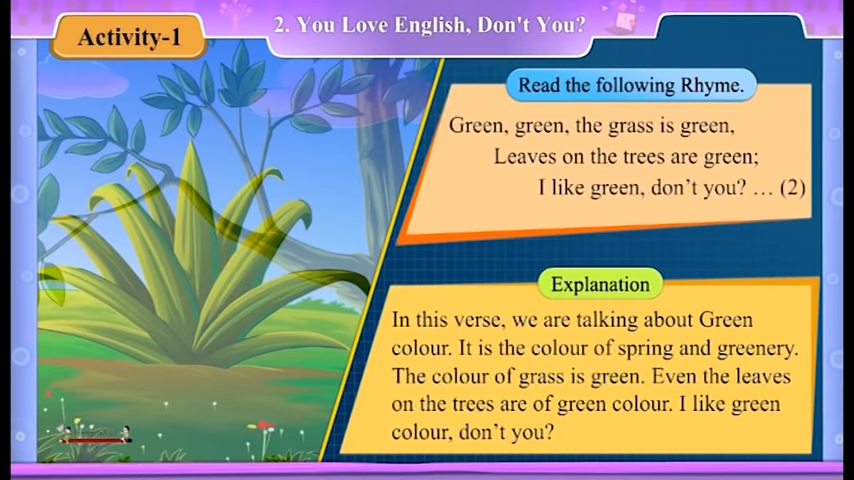 Activity-1
2. You Love English, Don't You?
Read the following Rhyme.
Green, green, the grass is green,
Leaves on the trees are green;
I like green, don't you? ... (2)
Explanation
In this verse, we are talking about Green
colour. It is the colour of spring and greenery.
The colour of grass is green. Even the leaves
on the trees are of green colour. I like green
colour, don't you?